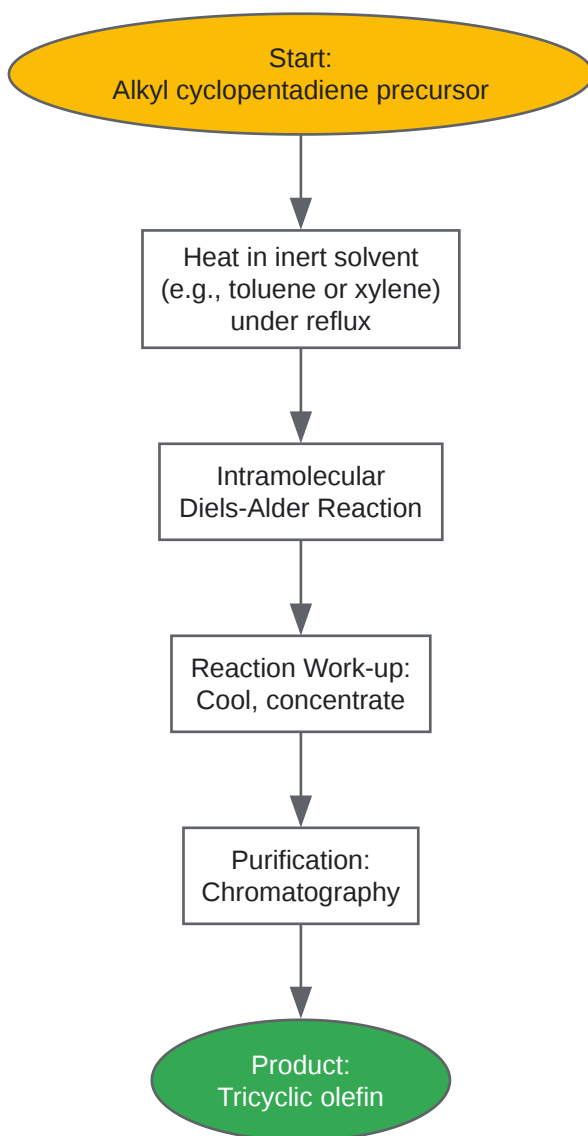 Start:
Alkyl cyclopentadiene precursor
Heat in inert solvent
(e.g., toluene or xylene)
under reflux
Intramolecular
Diels-Alder Reaction
Reaction Work-up:
Cool, concentrate
Purification:
Chromatography
Product:
Tricyclic olefin